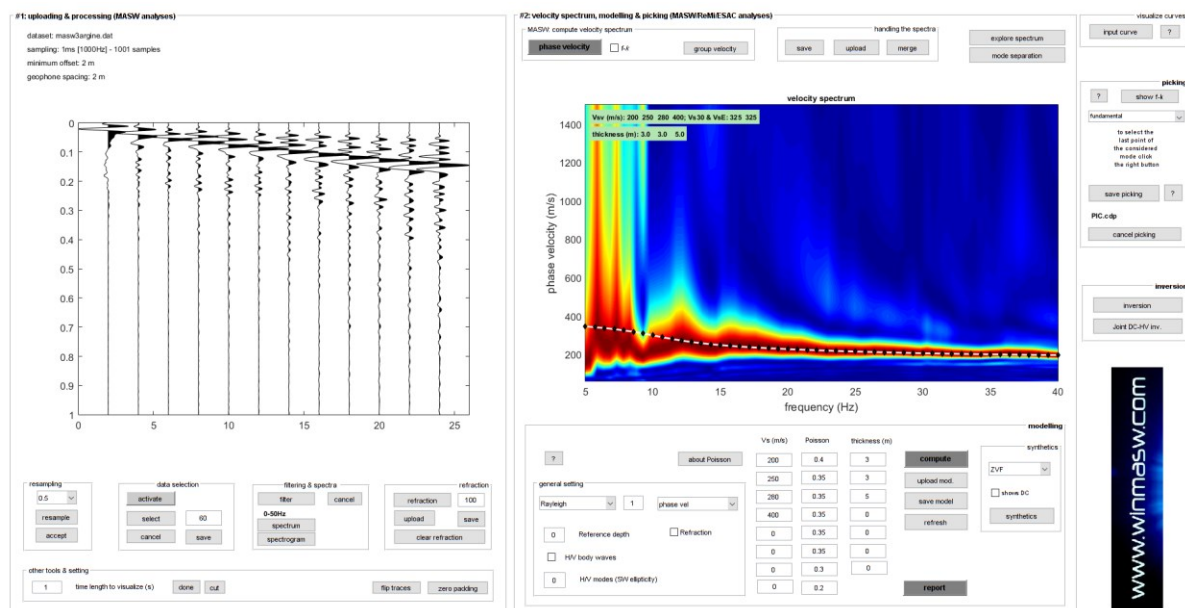 #1: uploading & processing (MASW analyses)
dataset: masw3argine.dat
sampling: 1ms [1000Hz] - 1001 samples
minimum offset: 2 m
geophone spacing: 2 m
0
0.1
0.2
0.3
0.4
0.5
0.6
0.7
0.8
0.9
1
0 5 10 15 20 25
resampling
0.5
resample
accept
data selection
activate
select 60
cancel save
filtering & spectra
filter cancel
0-50Hz
spectrum
spectrogram
refraction
refraction 100
upload save
clear refraction
other tools & setting
1 time length to visualize (s) done cut flip traces zero padding
#2: velocity spectrum, modelling & picking (MASW/ReMi/ESAC analyses)
MASW: compute velocity spectrum
phase velocity f-k group velocity
handling the spectra
save upload merge
explore spectrum
mode separation
velocity spectrum
Vsv (m/s): 200 250 280 400; Vs30 & VsE: 325 325
thickness (m): 3.0 3.0 5.0
phase velocity (m/s)
1400
1200
1000
800
600
400
200
5 10 15 20 25 30 35 40
frequency (Hz)
modelling
? about Poisson
general setting
Rayleigh 1 phase vel
0 Reference depth Refraction
H/V body waves
0 H/V modes (SW ellipticity)
Vs (m/s) Poisson thickness (m)
200 0.4 3
250 0.35 3
280 0.35 5
400 0.35 0
0 0.35 0
0 0.35 0
0 0.3 0
0 0.2
compute
upload mod.
save model
refresh
report
synthetics
ZVF
shows DC
synthetics
visualize curves
input curve ?
picking
? show f-k
fundamental
to select the
last point of
the considered
mode click
the right button
save picking ?
PIC.cdp
cancel picking
inversion
inversion
Joint DC-HV inv.
www.winmasw.com